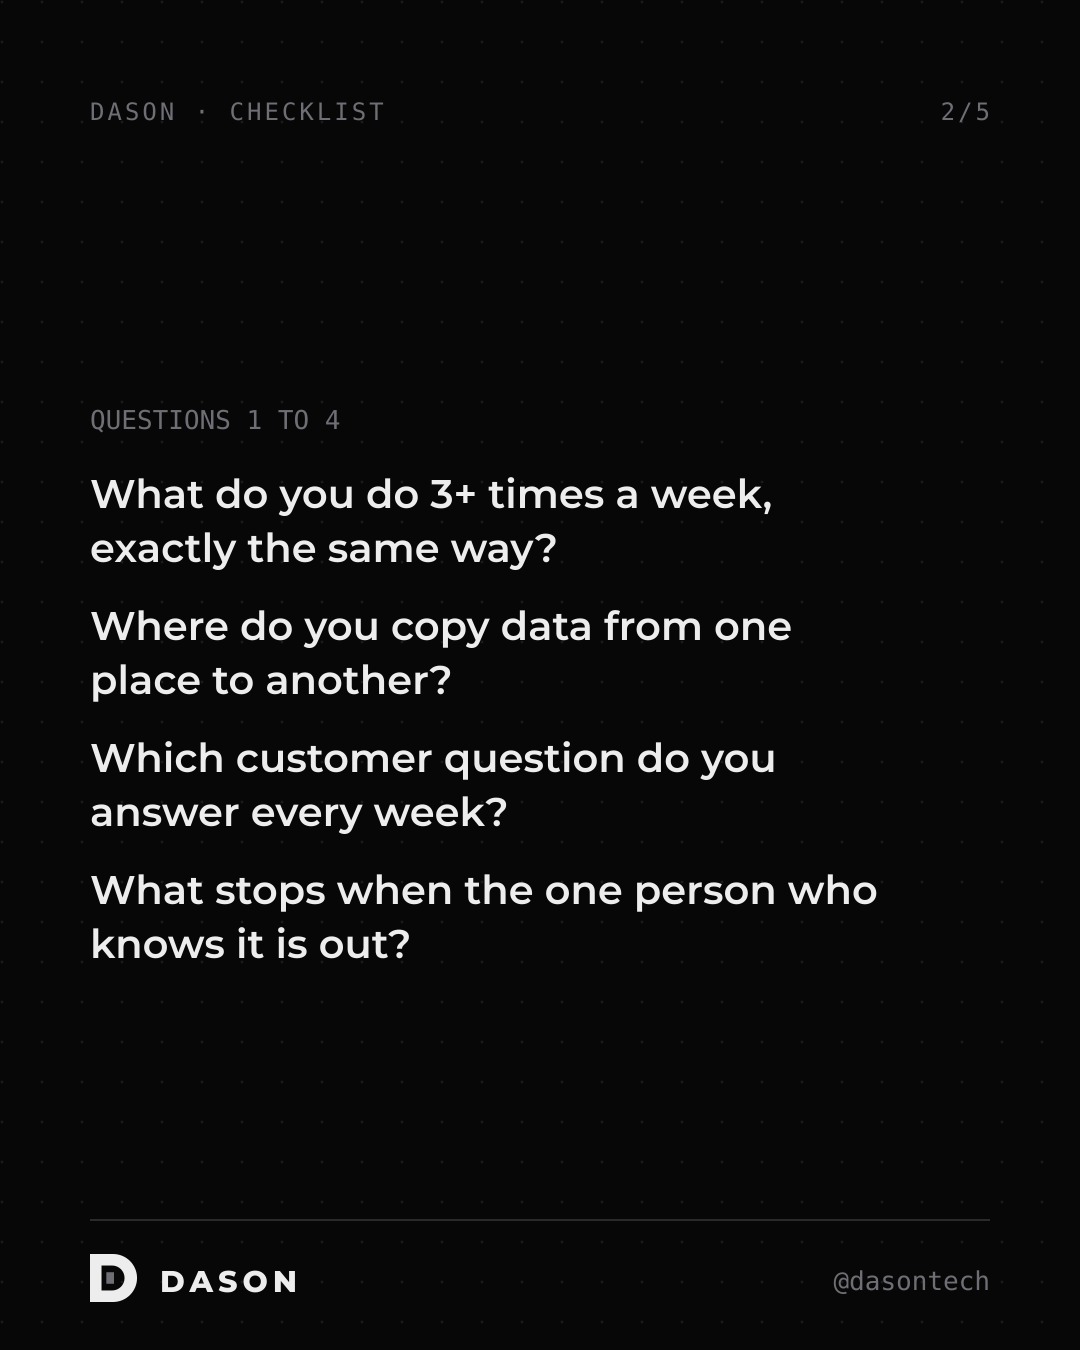 DASON · CHECKLIST
2/5
QUESTIONS 1 TO 4
What do you do 3+ times a week,
exactly the same way?
Where do you copy data from one
place to another?
Which customer question do you
answer every week?
What stops when the one person who
knows it is out?
DASON
@dasontech